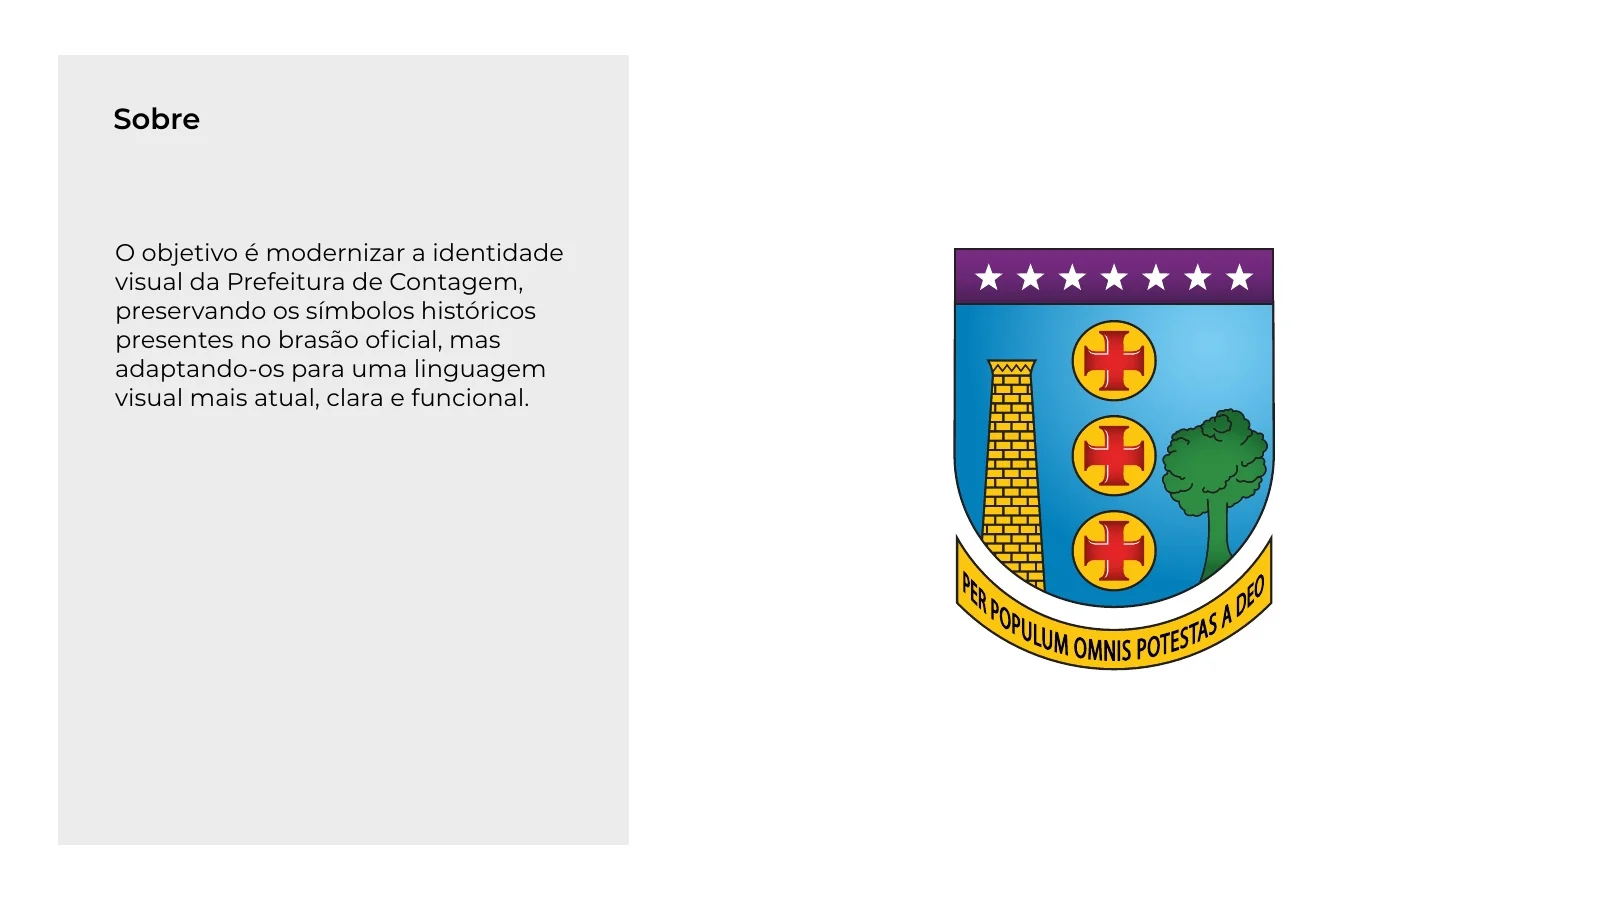 Sobre
O objetivo é modernizar a identidade
visual da Prefeitura de Contagem,
preservando os símbolos históricos
presentes no brasão oficial, mas
adaptando-os para uma linguagem
visual mais atual, clara e funcional.
PER POPULUM OMNIS POTESTAS A DEO